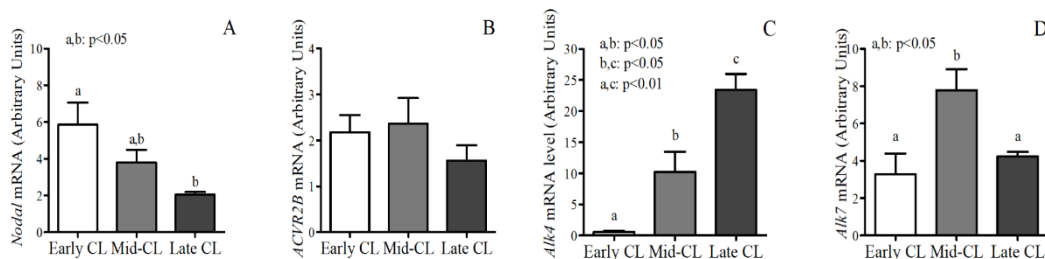 A
a,b: p<0.05
Nodal mRNA (Arbitrary Units)
10
8
6
4
2
0
a
a,b
b
Early CL Mid-CL Late CL
B
ACVR2B mRNA (Arbitrary Units)
4
3
2
1
0
Early CL Mid-CL Late CL
C
a,b: p<0.05
b,c: p<0.05
a,c: p<0.01
Alk4 mRNA level (Arbitrary Units)
30
25
20
15
10
5
0
a
b
c
Early CL Mid-CL Late CL
D
a,b: p<0.05
Alk7 mRNA (Arbitrary Units)
10
8
6
4
2
0
a
b
a
Early CL Mid-CL Late CL